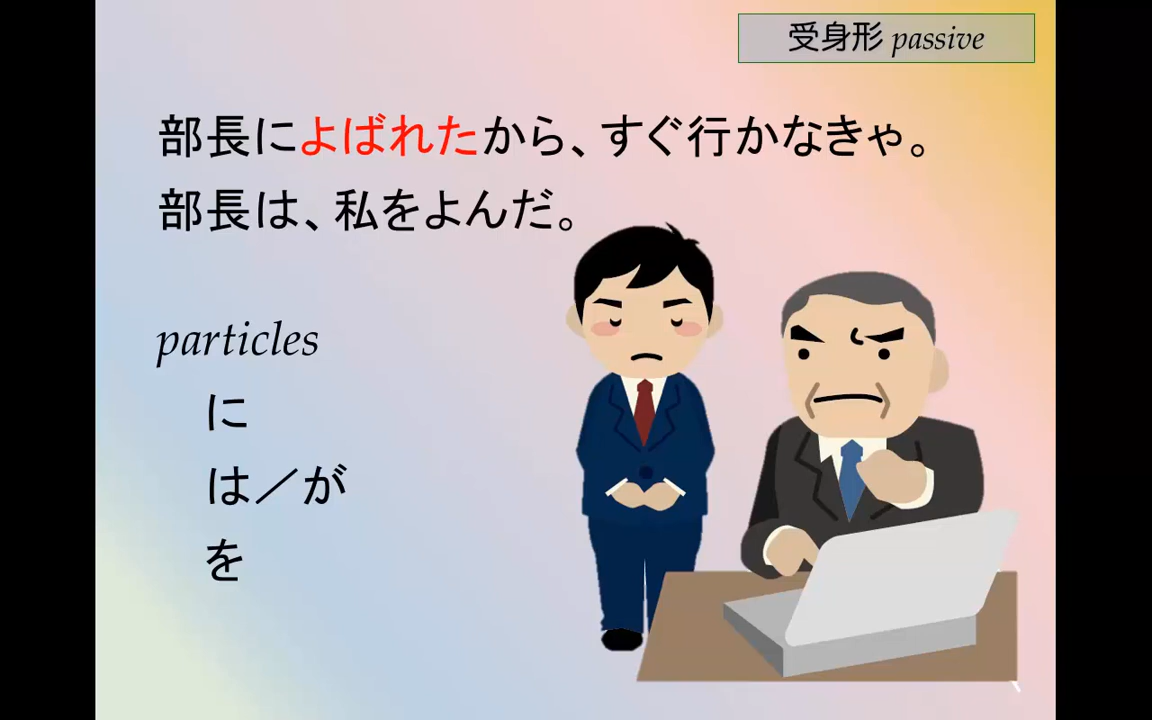 受身形 passive
部長によばれたから、すぐ行かなきゃ。
部長は、私をよんだ。
particles
に
は／が
を